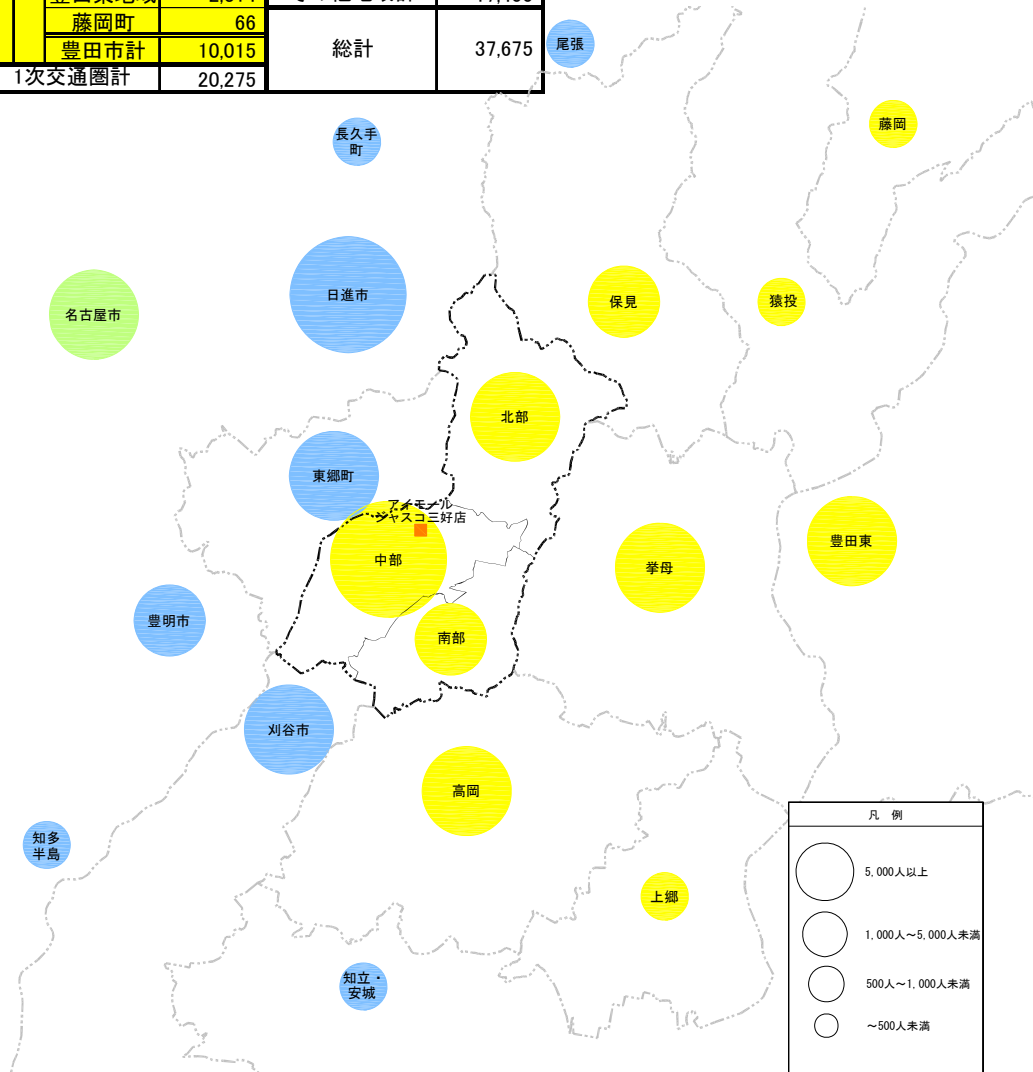 藤岡町 66
豊田市計 10,015
1次交通圏計 20,275
総計 37,675
尾張
長久手
町
藤岡
名古屋市
日進市
保見
猿投
北部
東郷町
アイモール
ジャスコ三好店
中部
挙母
豊田東
豊明市
南部
刈谷市
高岡
知多
半島
上郷
知立・
安城
凡 例
5,000人以上
1,000人～5,000人未満
500人～1,000人未満
～500人未満